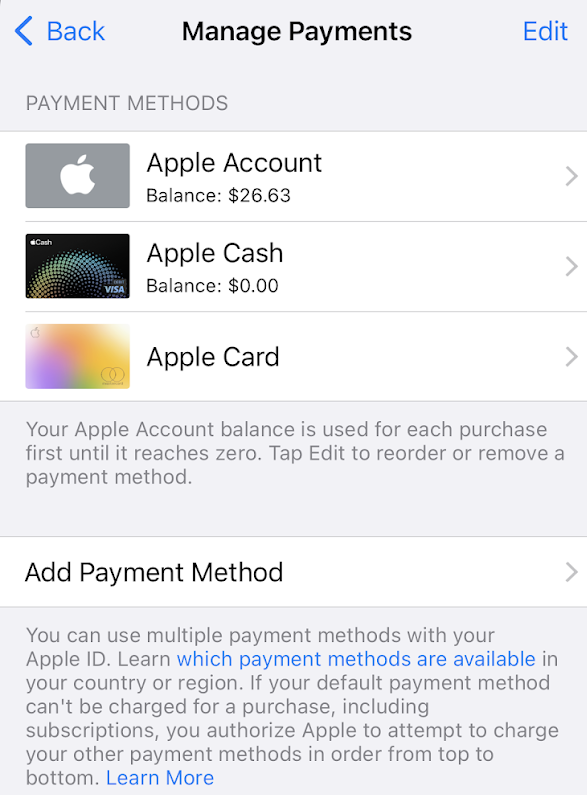 Back
Manage Payments
Edit
PAYMENT METHODS
Apple Account
Balance: $26.63
Cash
VISA
Apple Cash
Balance: $0.00
Apple Card
Your Apple Account balance is used for each purchase
first until it reaches zero. Tap Edit to reorder or remove a
payment method.
Add Payment Method
You can use multiple payment methods with your
Apple ID. Learn which payment methods are available in
your country or region. If your default payment method
can't be charged for a purchase, including
subscriptions, you authorize Apple to attempt to charge
your other payment methods in order from top to
bottom. Learn More